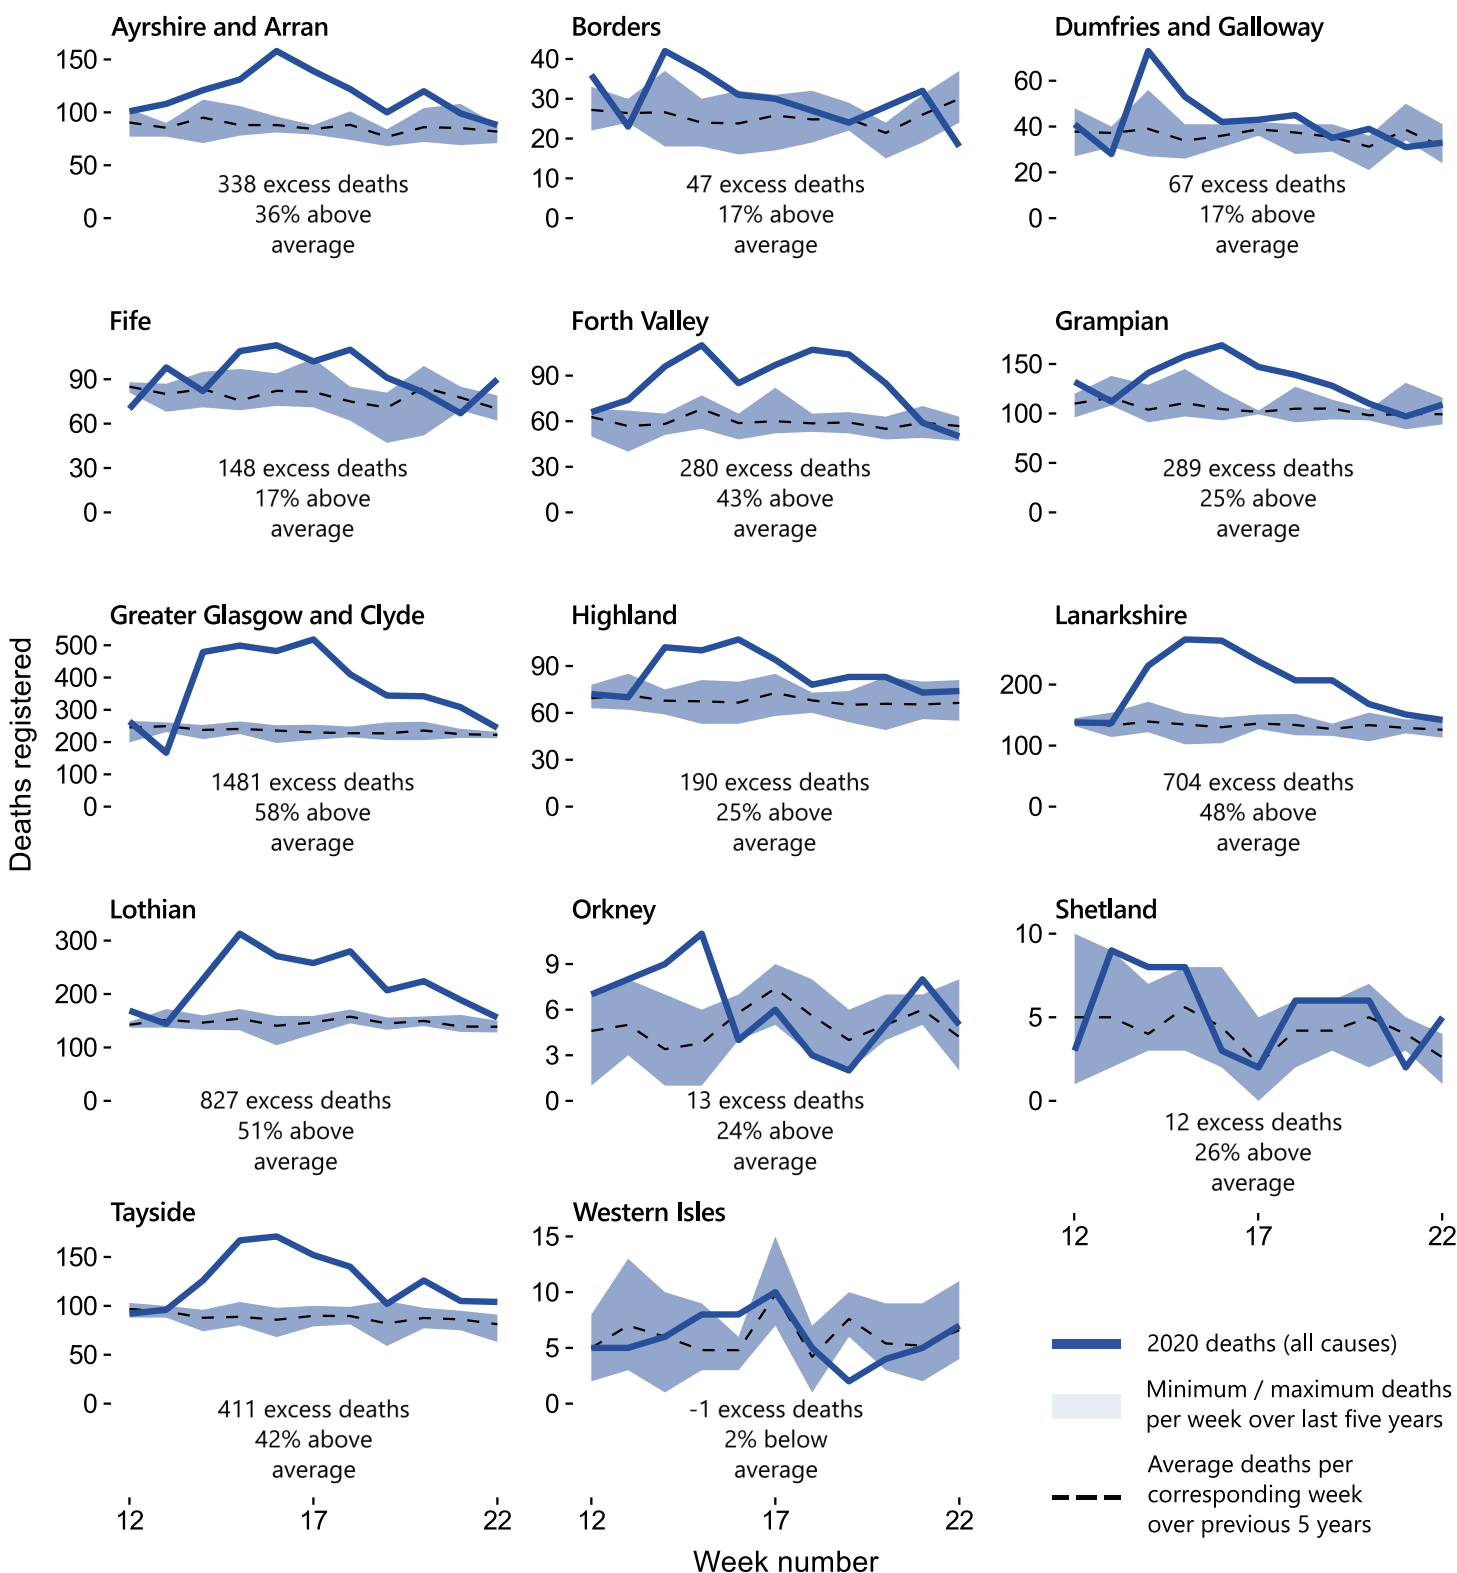 Ayrshire and Arran
150
100
50
0
338 excess deaths
36% above
average
Borders
40
30
20
10
0
47 excess deaths
17% above
average
Dumfries and Galloway
60
40
20
0
67 excess deaths
17% above
average
Fife
90
60
30
0
148 excess deaths
17% above
average
Forth Valley
90
60
30
0
280 excess deaths
43% above
average
Grampian
150
100
50
0
289 excess deaths
25% above
average
Deaths registered
Greater Glasgow and Clyde
500
400
300
200
100
0
1481 excess deaths
58% above
average
Highland
90
60
30
0
190 excess deaths
25% above
average
Lanarkshire
200
100
0
704 excess deaths
48% above
average
Lothian
300
200
100
0
827 excess deaths
51% above
average
Orkney
9
6
3
0
13 excess deaths
24% above
average
Shetland
10
5
0
12 excess deaths
26% above
average
12 17 22
Tayside
150
100
50
0
411 excess deaths
42% above
average
12 17 22
Western Isles
15
10
5
0
-1 excess deaths
2% below
average
12 17 22
Week number
2020 deaths (all causes)
Minimum / maximum deaths
per week over last five years
Average deaths per
corresponding week
over previous 5 years